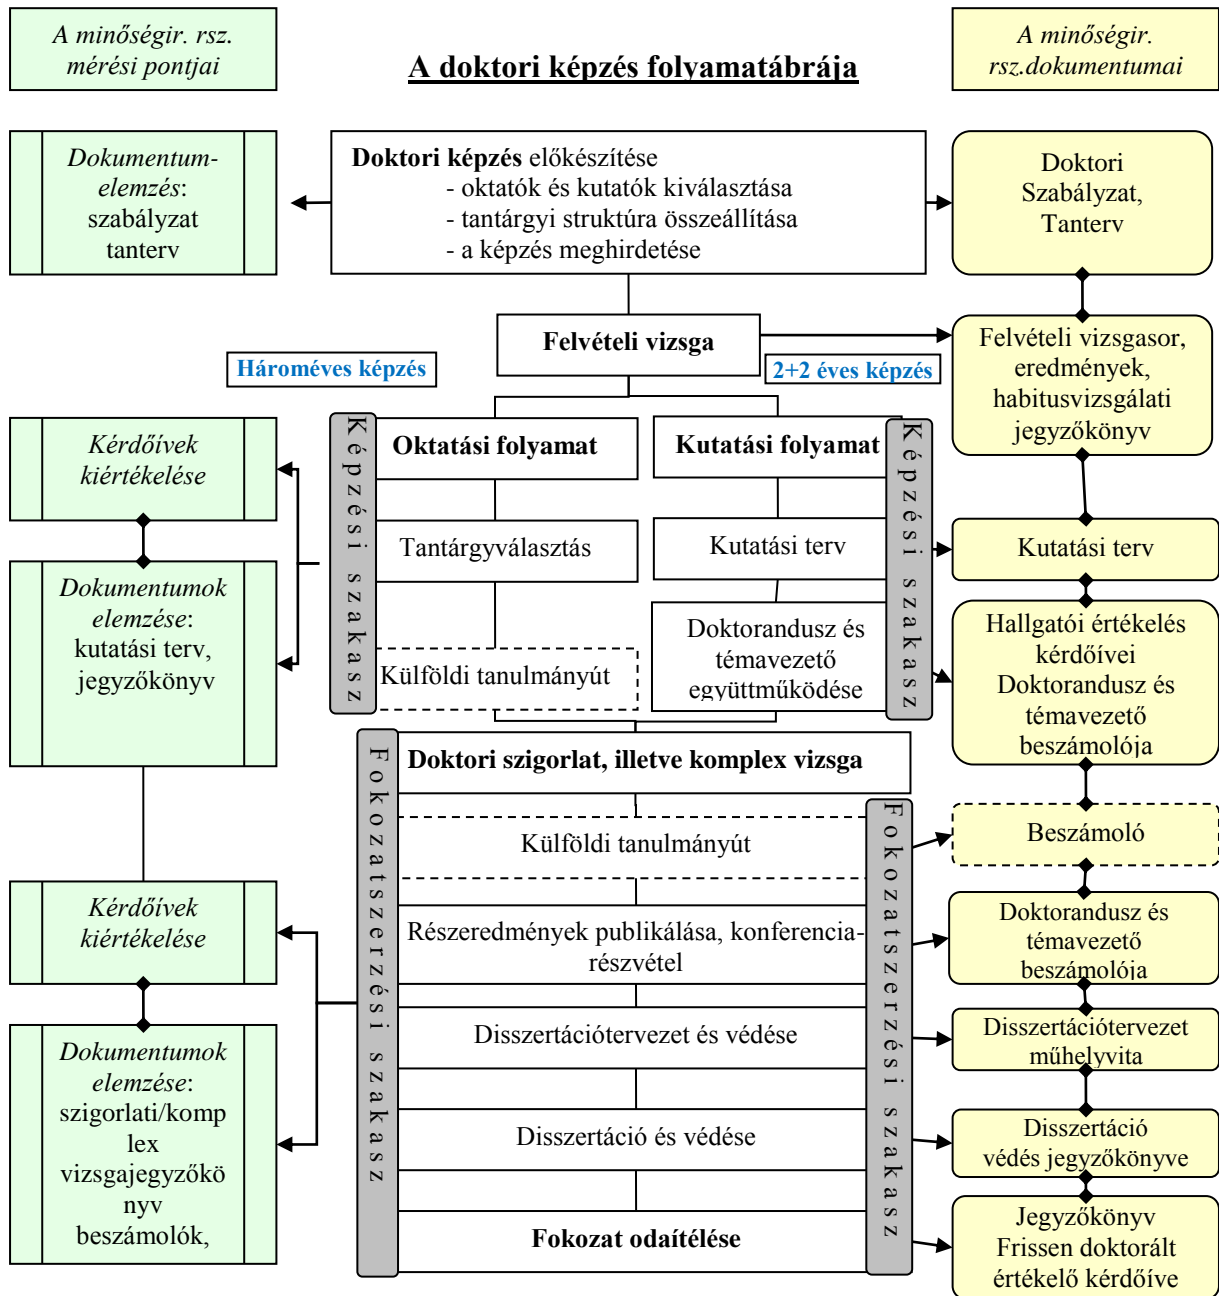 A minőségir. rsz.
mérési pontjai
A doktori képzés folyamatábrája
A minőségir.
rsz.dokumentumai
Dokumentum-
elemzés:
szabályzat
tanterv
Doktori képzés előkészítése
- oktatók és kutatók kiválasztása
- tantárgyi struktúra összeállítása
- a képzés meghirdetése
Doktori
Szabályzat,
Tanterv
Felvételi vizsga
Felvételi vizsgasor,
eredmények,
habitusvizsgálati
jegyzőkönyv
Hároméves képzés
2+2 éves képzés
Képzési szakasz
Oktatási folyamat
Kutatási folyamat
Képzési szakasz
Kérdőívek
kiértékelése
Tantárgyválasztás
Kutatási terv
Kutatási terv
Dokumentumok
elemzése:
kutatási terv,
jegyzőkönyv
Külföldi tanulmányút
Doktorandusz és
témavezető
együttműködése
Hallgatói értékelés
kérdőívei
Doktorandusz és
témavezető
beszámolója
Fokozatszerzési szakasz
Doktori szigorlat, illetve komplex vizsga
Fokozatszerzési szakasz
Külföldi tanulmányút
Beszámoló
Kérdőívek
kiértékelése
Részeredmények publikálása, konferencia-
részvétel
Doktorandusz és
témavezető
beszámolója
Disszertációtervezet és védése
Disszertációtervezet
műhelyvita
Dokumentumok
elemzése:
szigorlati/komp
lex
vizsgajegyzőkö
nyv
beszámolók,
Disszertáció és védése
Disszertáció
védés jegyzőkönyve
Fokozat odaítélése
Jegyzőkönyv
Frissen doktorált
értékelő kérdőíve